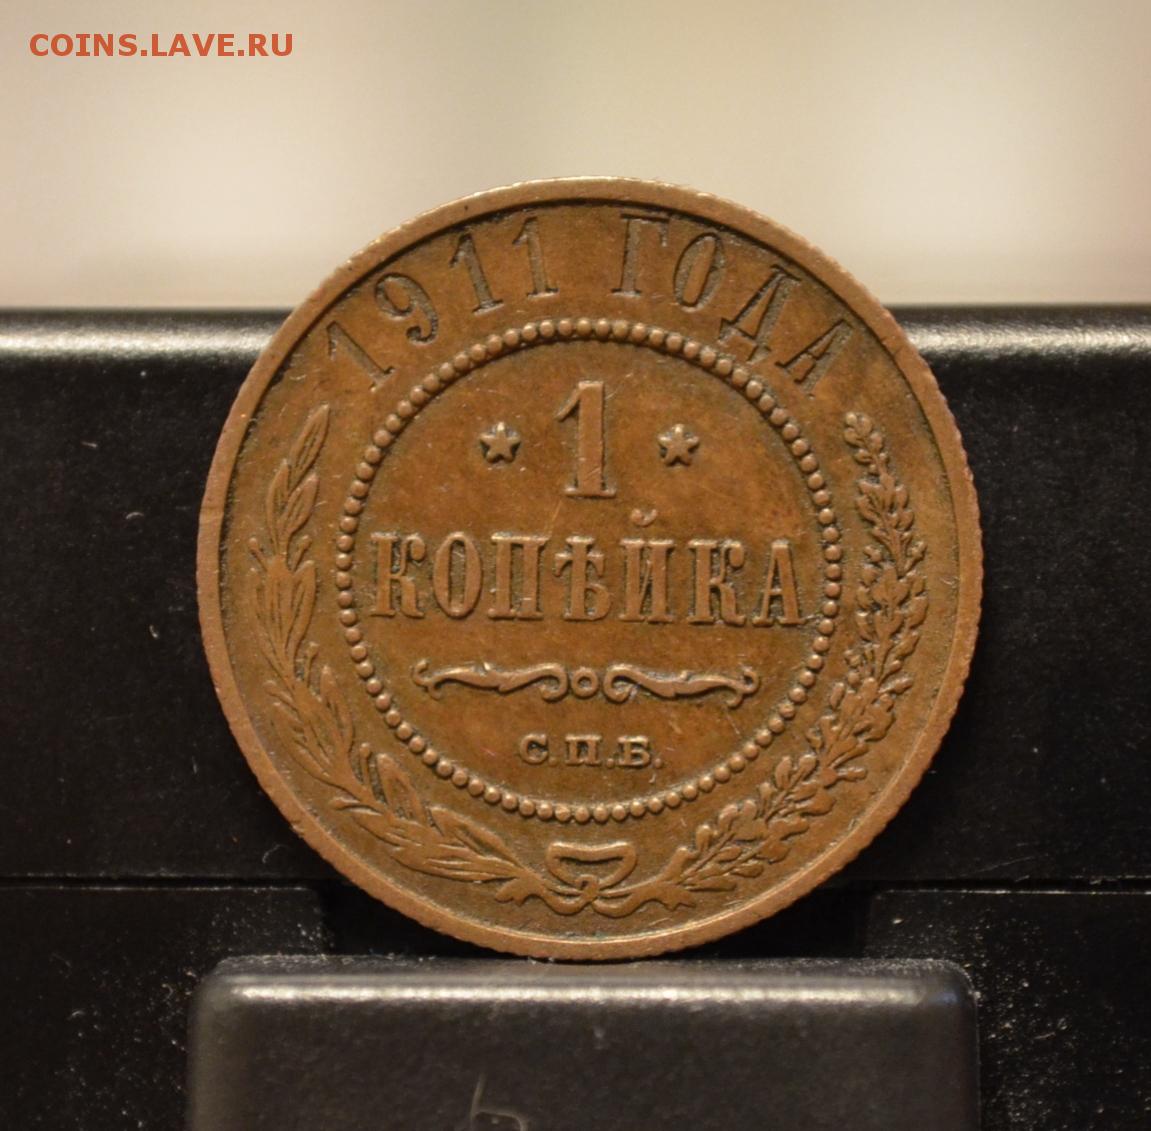 COINS.LAVE.RU
1911 ГОДА
* 1 *
КОПѢЙКА
С.П.Б.